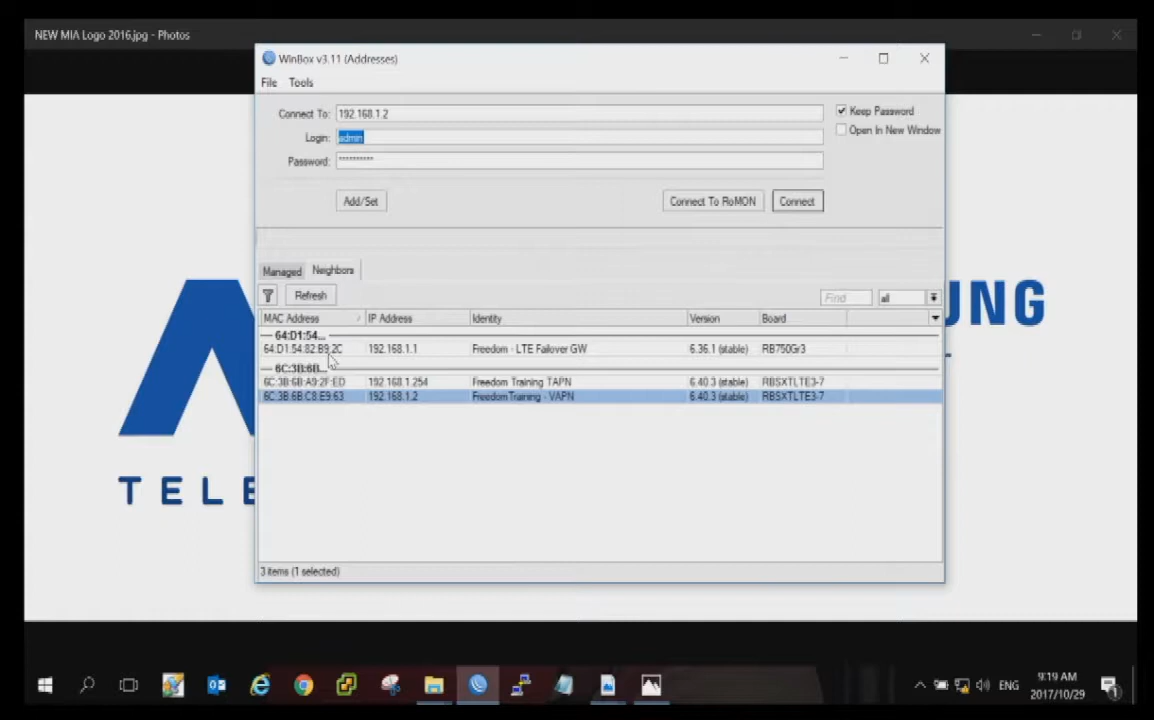 NEW MIA Logo 2016.jpg - Photos
WinBox v3.11 (Addresses)
File Tools
Connect To: 192.168.1.2
Keep Password
Login: admin
Open In New Window
Password: **********
Add/Set
Connect To RoMON
Connect
Managed Neighbors
Refresh
Find
all
MAC Address / IP Address Identity Version Board
64:D1:54...
64:D1:54:82:B9:2C 192.168.1.1 Freedom - LTE Failover GW 6.36.1 (stable) RB750Gr3
6C:3B:6B...
6C:3B:6B:A9:2F:ED 192.168.1.254 Freedom Training TAPN 6.40.3 (stable) RBSXTLTE3-7
6C:3B:6B:C8:E9:63 192.168.1.2 Freedom Training - VAPN 6.40.3 (stable) RBSXTLTE3-7
3 items (1 selected)
UNG
TELE
ENG
9:19 AM
2017/10/29
1